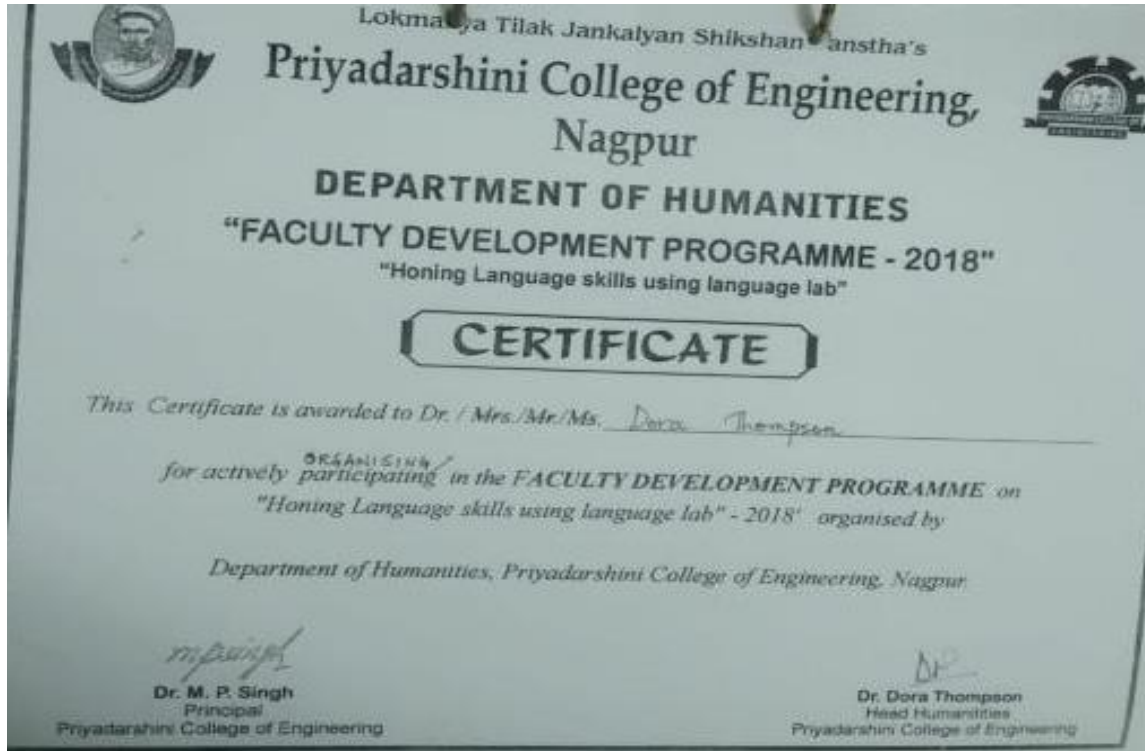 Lokmanya Tilak Jankalyan Shikshan anstha's
Priyadarshini College of Engineering,
Nagpur
DEPARTMENT OF HUMANITIES
"FACULTY DEVELOPMENT PROGRAMME - 2018"
"Honing Language skills using language lab"
CERTIFICATE
This Certificate is awarded to Dr. / Mrs./Mr./Ms. Dora Thompson
ORGANISING/
for actively participating in the FACULTY DEVELOPMENT PROGRAMME on
"Honing Language skills using language lab" - 2018' organised by
Department of Humanities, Priyadarshini College of Engineering, Nagpur
mpsingh
Dr. M. P. Singh
Principal
Priyadarshini College of Engineering
Dr. Dora Thompson
Head Humanities
Priyadarshini College of Engineering